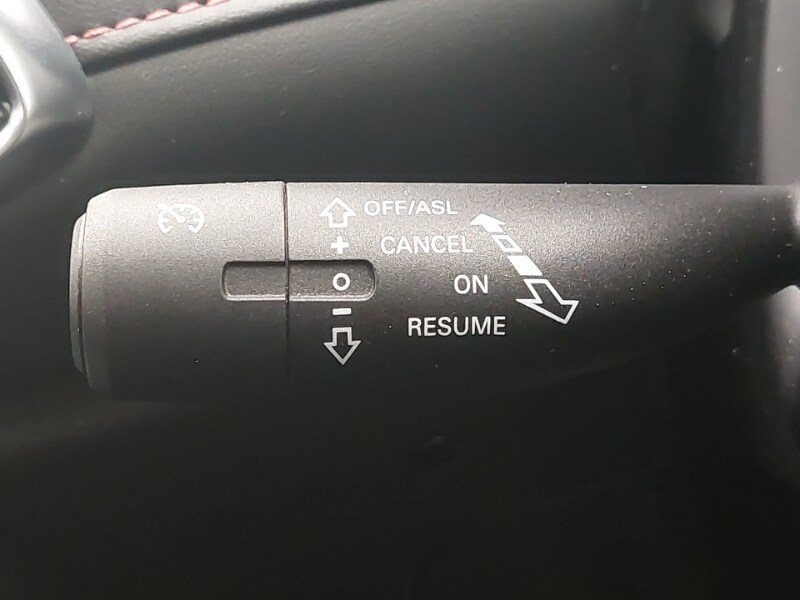 OFF/ASL
+ CANCEL
ON
- RESUME